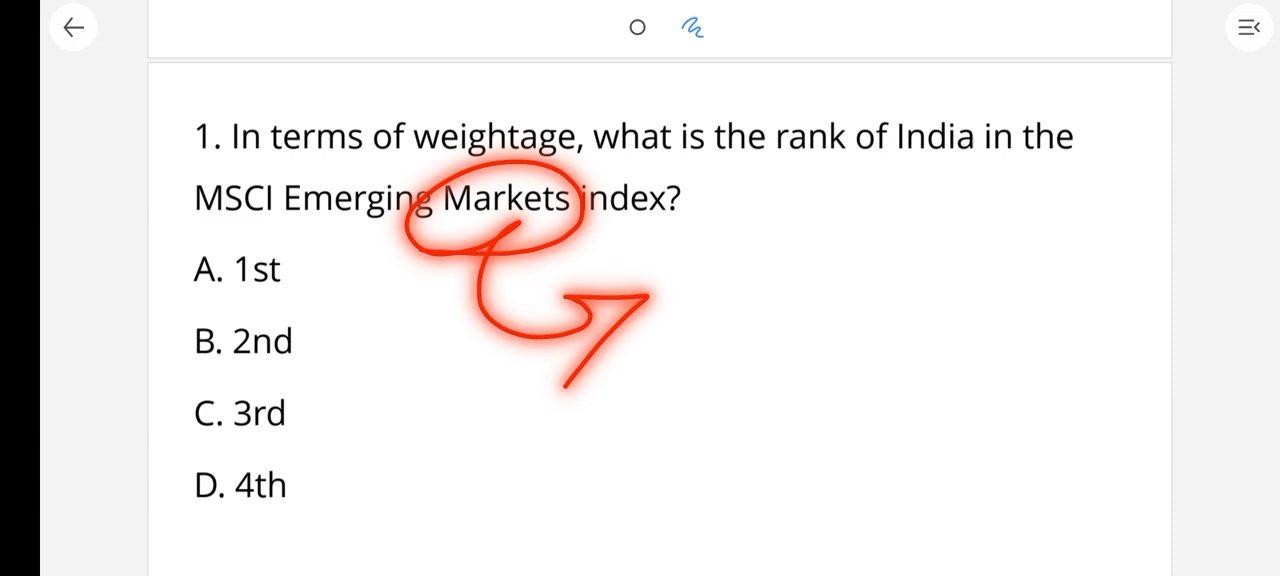 1. In terms of weightage, what is the rank of India in the
MSCI Emerging Markets index?
A. 1st
B. 2nd
C. 3rd
D. 4th